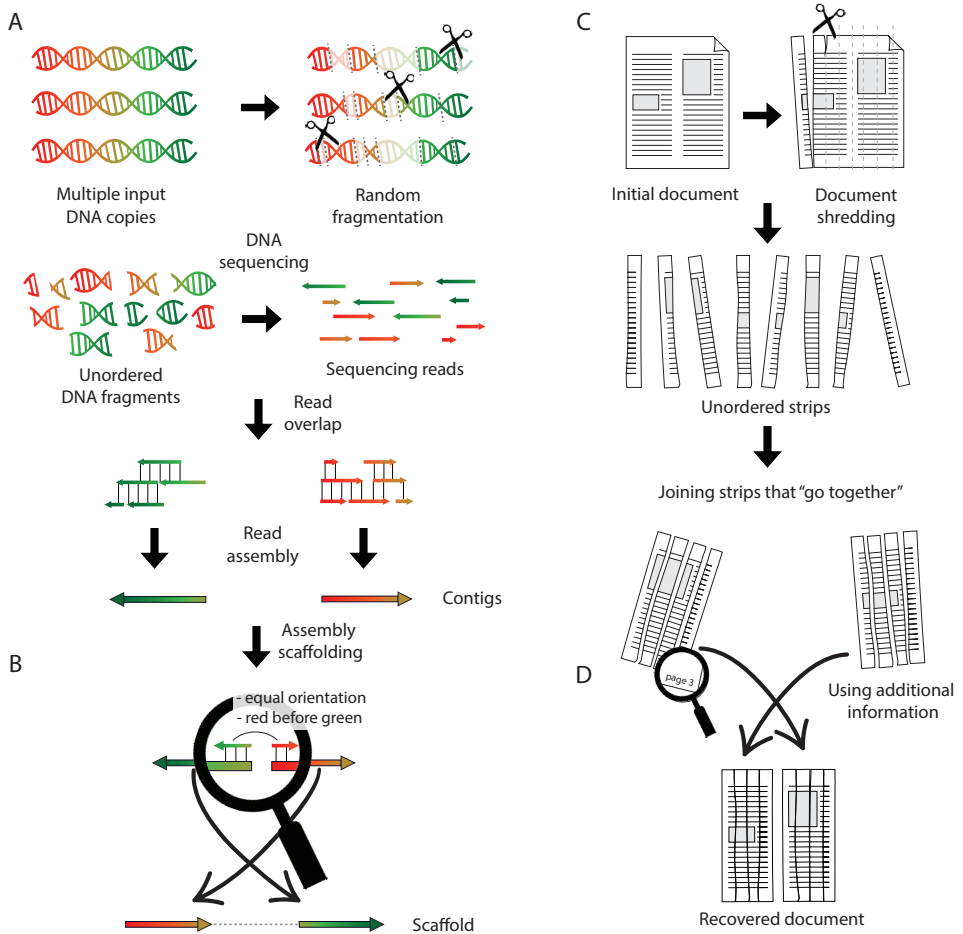 A
Multiple input
DNA copies
Random
fragmentation
DNA
sequencing
Unordered
DNA fragments
Sequencing reads
Read
overlap
Read
assembly
Contigs
Assembly
scaffolding
B
- equal orientation
- red before green
Scaffold
C
Initial document
Document
shredding
Unordered strips
Joining strips that "go together"
D
page 3
Using additional
information
Recovered document